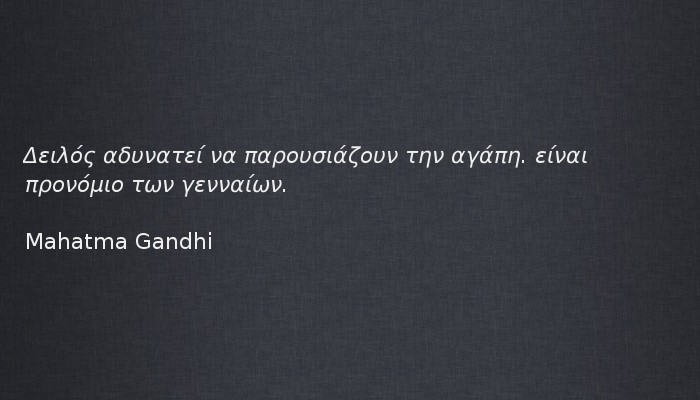 Δειλός αδυνατεί να παρουσιάζουν την αγάπη. είναι
προνόμιο των γενναίων.
Mahatma Gandhi